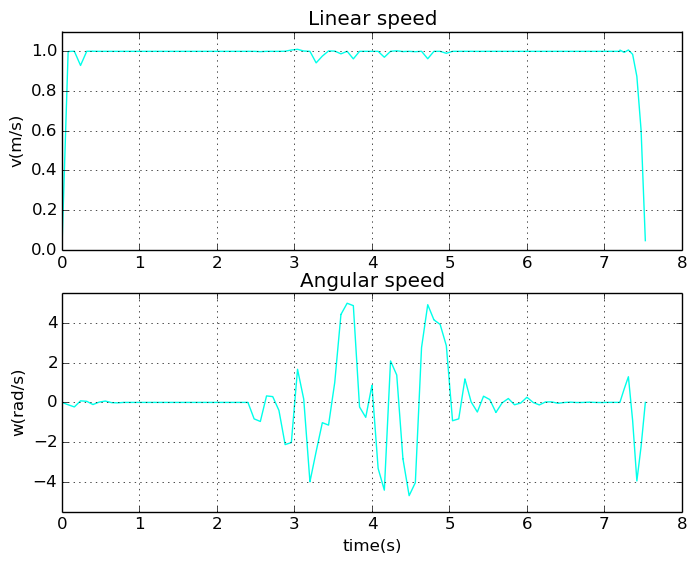 Linear speed
1.0
0.8
0.6
0.4
0.2
0.0
v(m/s)
0 1 2 3 4 5 6 7 8
Angular speed
4
2
0
−2
−4
w(rad/s)
0 1 2 3 4 5 6 7 8
time(s)